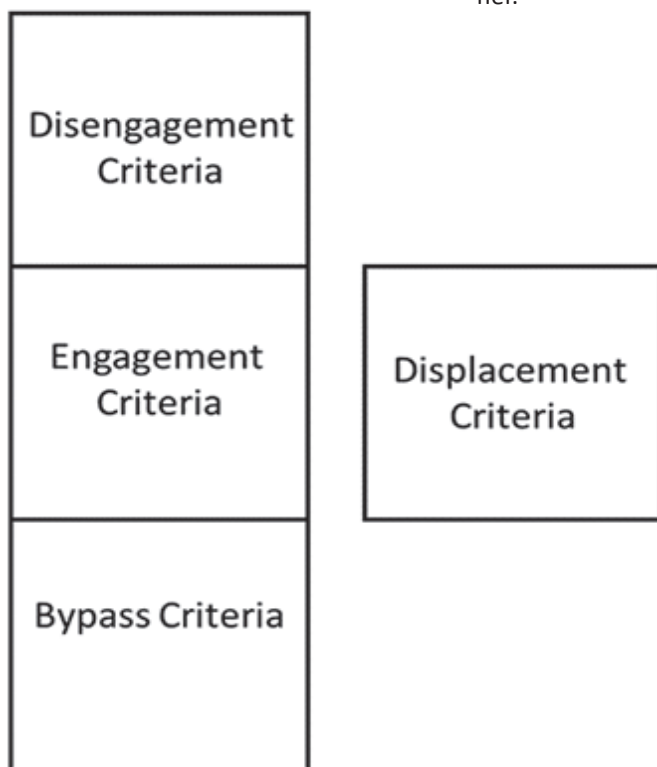 Disengagement
Criteria
Engagement
Criteria
Displacement
Criteria
Bypass Criteria